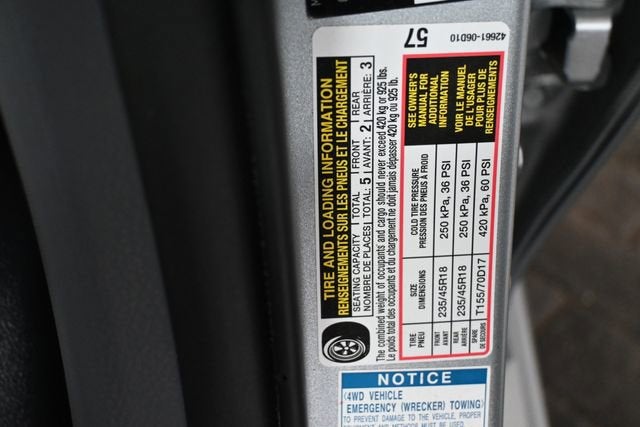 TIRE AND LOADING INFORMATION
RENSEIGNEMENTS SUR LES PNEUS ET LE CHARGEMENT
SEATING CAPACITY | TOTAL 5 | FRONT 2 | REAR 3
NOMBRE DE PLACES | TOTAL: | AVANT: | ARRIÈRE:
The combined weight of occupants and cargo should never exceed 420 kg or 925 lbs.
Le poids total des occupants et du chargement ne doit jamais dépasser 420 kg ou 925 lb.
TIRE SIZE COLD TIRE PRESSURE
PNEU DIMENSIONS PRESSION DES PNEUS À FROID
FRONT
AVANT 235/45R18 250 kPa, 36 PSI
REAR
ARRIÈRE 235/45R18 250 kPa, 36 PSI
SPARE
DE SECOURS T155/70D17 420 kPa, 60 PSI
SEE OWNER'S
MANUAL FOR
ADDITIONAL
INFORMATION
VOIR LE MANUEL
DE L'USAGER
POUR PLUS DE
RENSEIGNEMENTS
57
42661-06D10
NOTICE
(4WD VEHICLE
EMERGENCY (WRECKER) TOWING)
TO PREVENT DAMAGE TO THE VEHICLE, PROPER
EQUIPMENT AND METHODS MUST BE USED